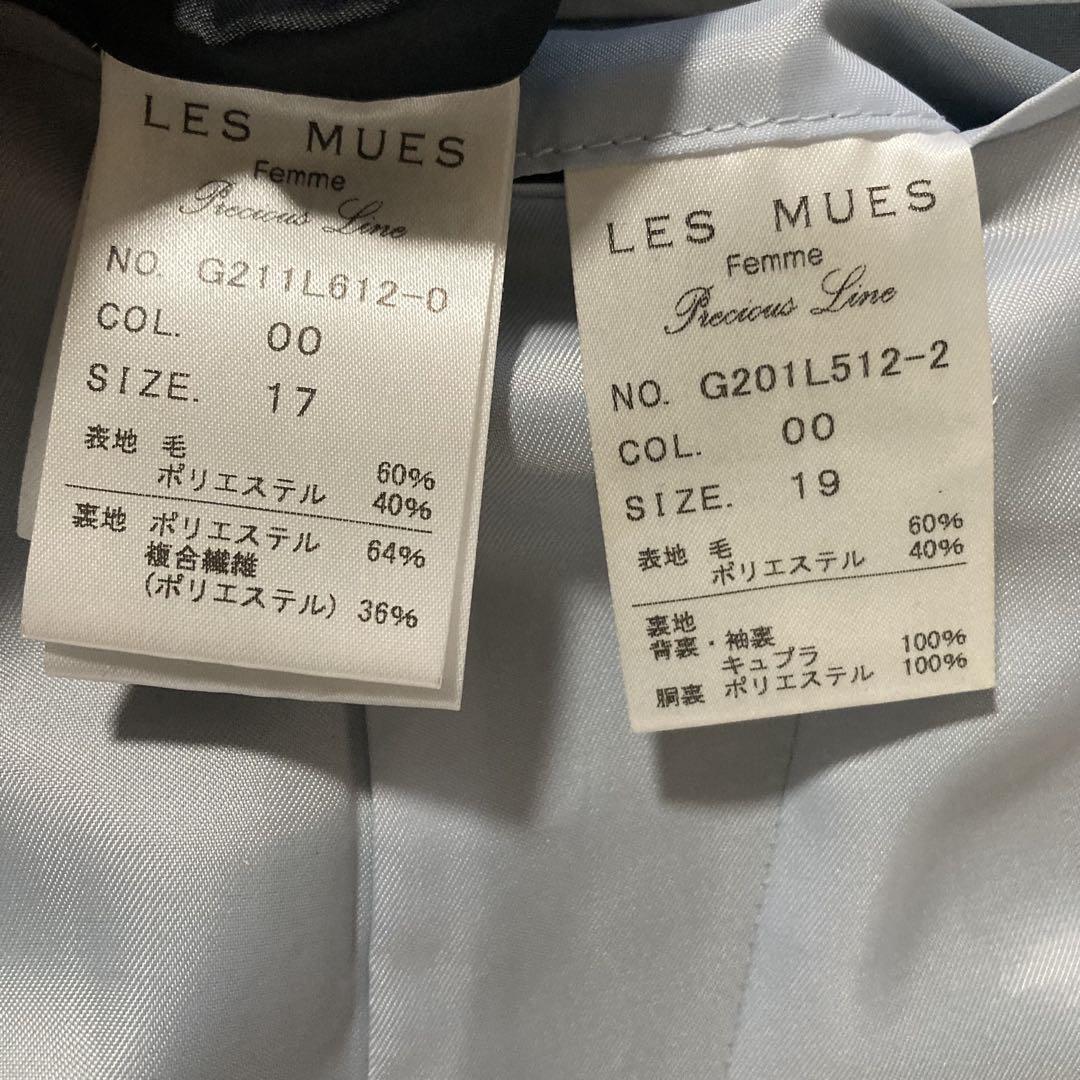 LES MUES
Femme
Precious Line
NO. G211L612-0
COL. 00
SIZE. 17
表地 毛 60%
ポリエステル 40%
裏地 ポリエステル 64%
複合繊維
(ポリエステル) 36%
LES MUES
Femme
Precious Line
NO. G201L512-2
COL. 00
SIZE. 19
表地 毛 60%
ポリエステル 40%
裏地
背裏・袖裏
キュプラ 100%
胴裏 ポリエステル 100%